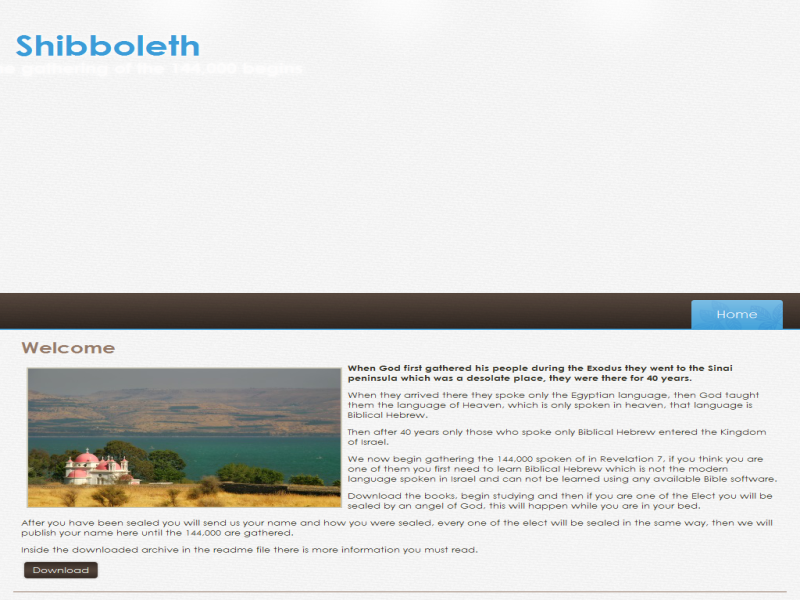 Shibboleth
gathering of the 144,000 begins
Home
Welcome
When God first gathered his people during the Exodus they went to the Sinai
peninsula which was a desolate place, they were there for 40 years.
When they arrived there they spoke only the Egyptian language, then God taught
them the language of Heaven, which is only spoken in heaven, that language is
Biblical Hebrew.
Then after 40 years only those who spoke only Biblical Hebrew entered the Kingdom
of Israel.
We now begin gathering the 144,000 spoken of in Revelation 7, if you think you are
one of them you first need to learn Biblical Hebrew which is not the modern
language spoken in Israel and can not be learned using any available Bible software.
Download the books, begin studying and then if you are one of the Elect you will be
sealed by an angel of God, this will happen while you are in your bed.
After you have been sealed you will send us your name and how you were sealed, every one of the elect will be sealed in the same way, then we will
publish your name here until the 144,000 are gathered.
Inside the downloaded archive in the readme file there is more information you must read.
Download